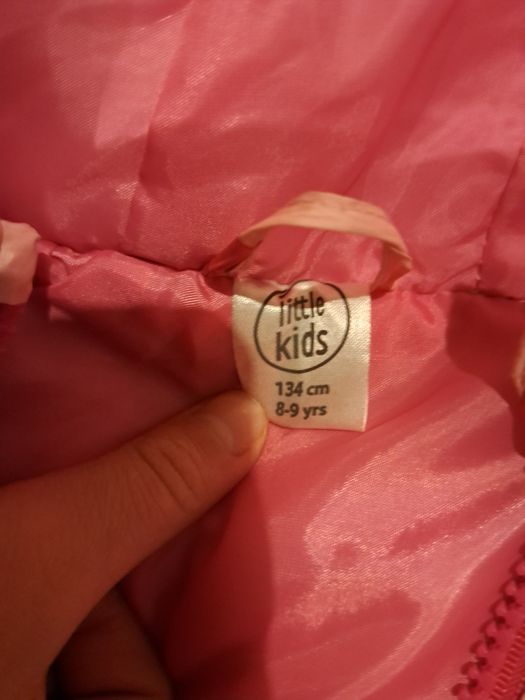 little
kids
134 cm
8-9 yrs